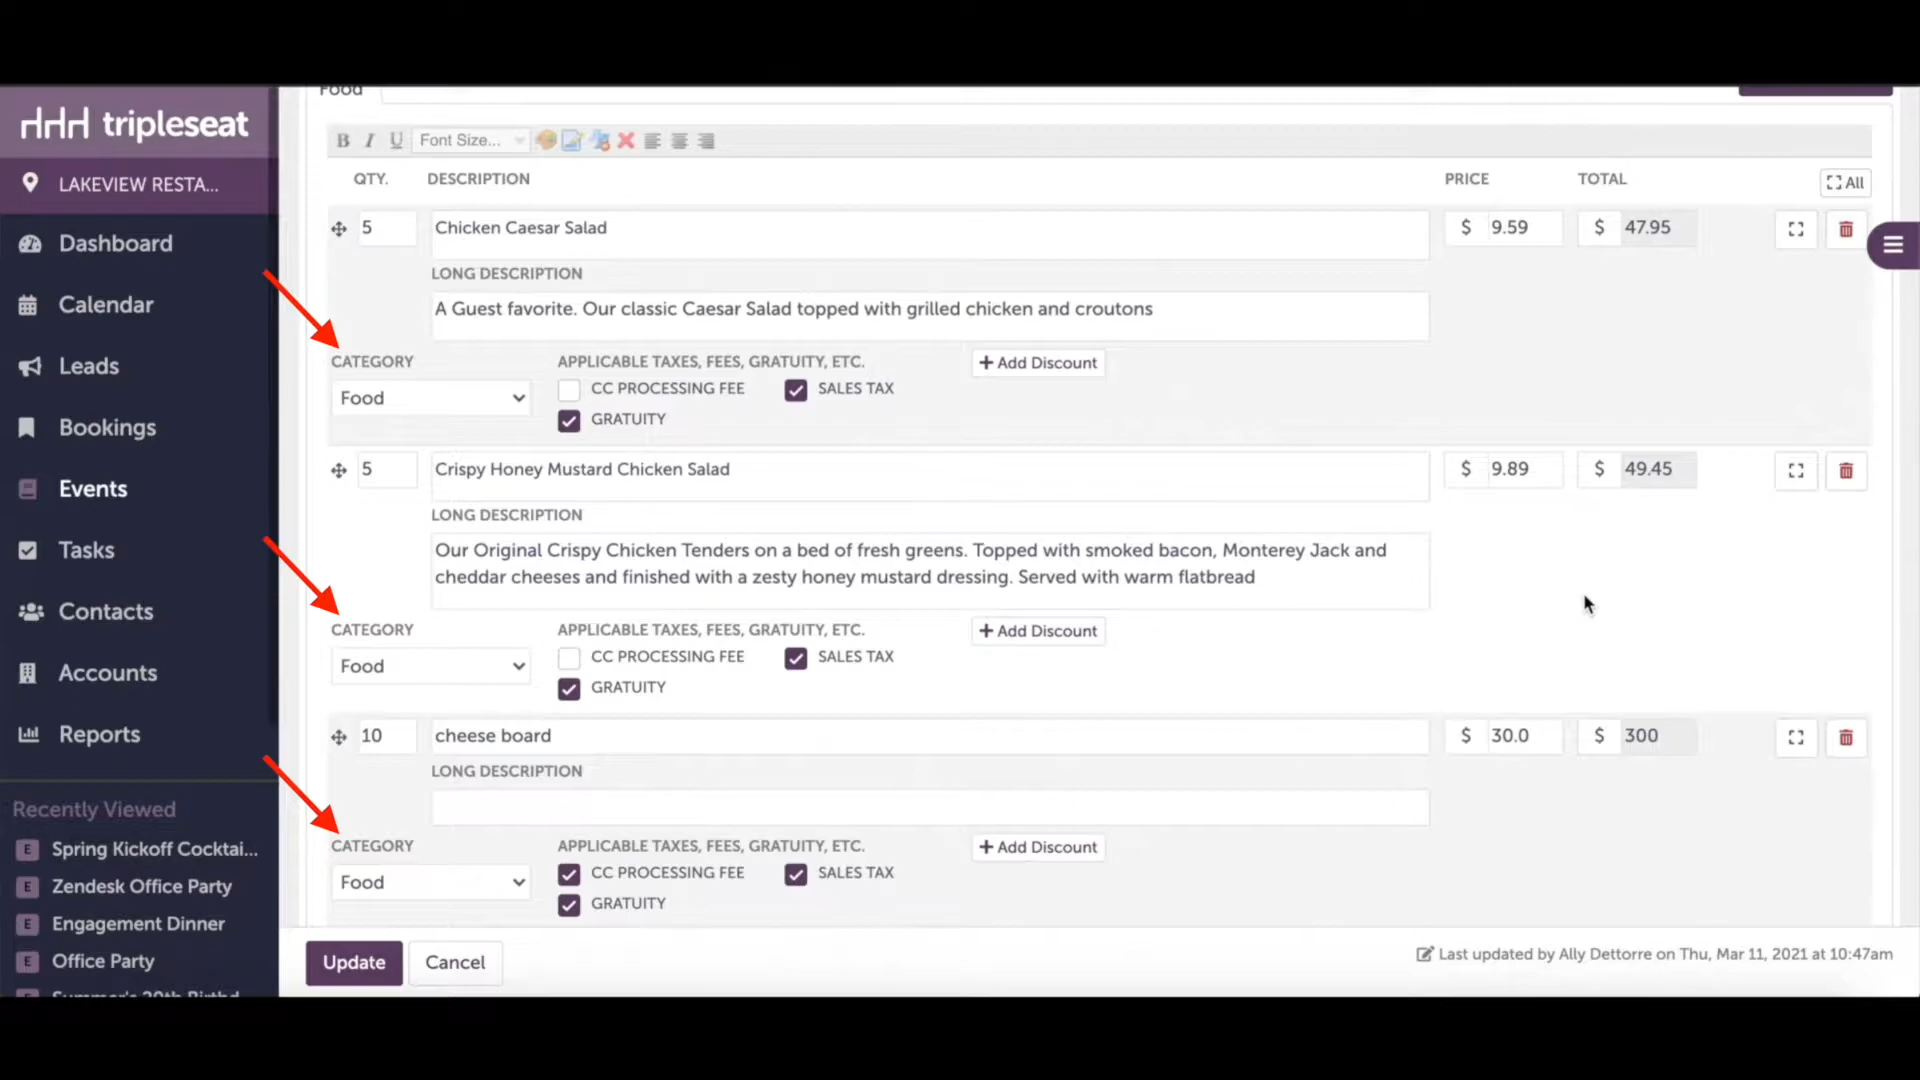 Food
tripleseat
LAKEVIEW RESTA...
Dashboard
Calendar
Leads
Bookings
Events
Tasks
Contacts
Accounts
Reports
Recently Viewed
E Spring Kickoff Cocktai...
E Zendesk Office Party
E Engagement Dinner
E Office Party
B I U Font Size...
QTY. DESCRIPTION PRICE TOTAL All
5 Chicken Caesar Salad $ 9.59 $ 47.95
LONG DESCRIPTION
A Guest favorite. Our classic Caesar Salad topped with grilled chicken and croutons
CATEGORY APPLICABLE TAXES, FEES, GRATUITY, ETC. + Add Discount
Food CC PROCESSING FEE SALES TAX
GRATUITY
5 Crispy Honey Mustard Chicken Salad $ 9.89 $ 49.45
LONG DESCRIPTION
Our Original Crispy Chicken Tenders on a bed of fresh greens. Topped with smoked bacon, Monterey Jack and
cheddar cheeses and finished with a zesty honey mustard dressing. Served with warm flatbread
CATEGORY APPLICABLE TAXES, FEES, GRATUITY, ETC. + Add Discount
Food CC PROCESSING FEE SALES TAX
GRATUITY
10 cheese board $ 30.0 $ 300
LONG DESCRIPTION
CATEGORY APPLICABLE TAXES, FEES, GRATUITY, ETC. + Add Discount
Food CC PROCESSING FEE SALES TAX
GRATUITY
Update Cancel
Last updated by Ally Dettorre on Thu, Mar 11, 2021 at 10:47am